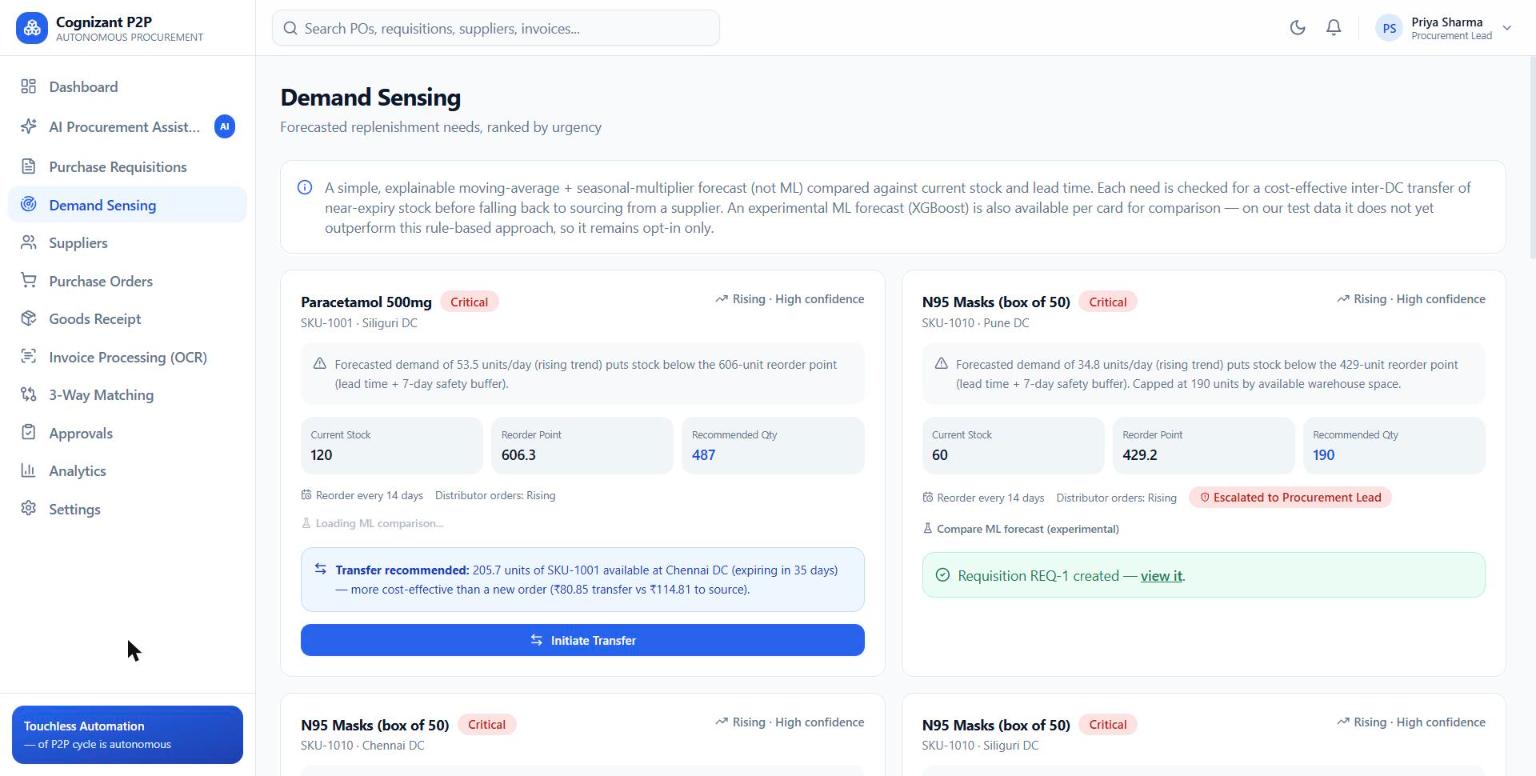 Cognizant P2P
AUTONOMOUS PROCUREMENT
Search POs, requisitions, suppliers, invoices...
PS
Priya Sharma
Procurement Lead
Dashboard
AI Procurement Assist...
AI
Purchase Requisitions
Demand Sensing
Suppliers
Purchase Orders
Goods Receipt
Invoice Processing (OCR)
3-Way Matching
Approvals
Analytics
Settings
Touchless Automation
— of P2P cycle is autonomous
Demand Sensing
Forecasted replenishment needs, ranked by urgency
A simple, explainable moving-average + seasonal-multiplier forecast (not ML) compared against current stock and lead time. Each need is checked for a cost-effective inter-DC transfer of
near-expiry stock before falling back to sourcing from a supplier. An experimental ML forecast (XGBoost) is also available per card for comparison — on our test data it does not yet
outperform this rule-based approach, so it remains opt-in only.
Paracetamol 500mg Critical Rising · High confidence
SKU-1001 · Siliguri DC
Forecasted demand of 53.5 units/day (rising trend) puts stock below the 606-unit reorder point
(lead time + 7-day safety buffer).
Current Stock Reorder Point Recommended Qty
120 606.3 487
Reorder every 14 days Distributor orders: Rising
Loading ML comparison...
Transfer recommended: 205.7 units of SKU-1001 available at Chennai DC (expiring in 35 days)
— more cost-effective than a new order (₹80.85 transfer vs ₹114.81 to source).
Initiate Transfer
N95 Masks (box of 50) Critical Rising · High confidence
SKU-1010 · Pune DC
Forecasted demand of 34.8 units/day (rising trend) puts stock below the 429-unit reorder point
(lead time + 7-day safety buffer). Capped at 190 units by available warehouse space.
Current Stock Reorder Point Recommended Qty
60 429.2 190
Reorder every 14 days Distributor orders: Rising Escalated to Procurement Lead
Compare ML forecast (experimental)
Requisition REQ-1 created — view it.
N95 Masks (box of 50) Critical Rising · High confidence
SKU-1010 · Chennai DC
N95 Masks (box of 50) Critical Rising · High confidence
SKU-1010 · Siliguri DC